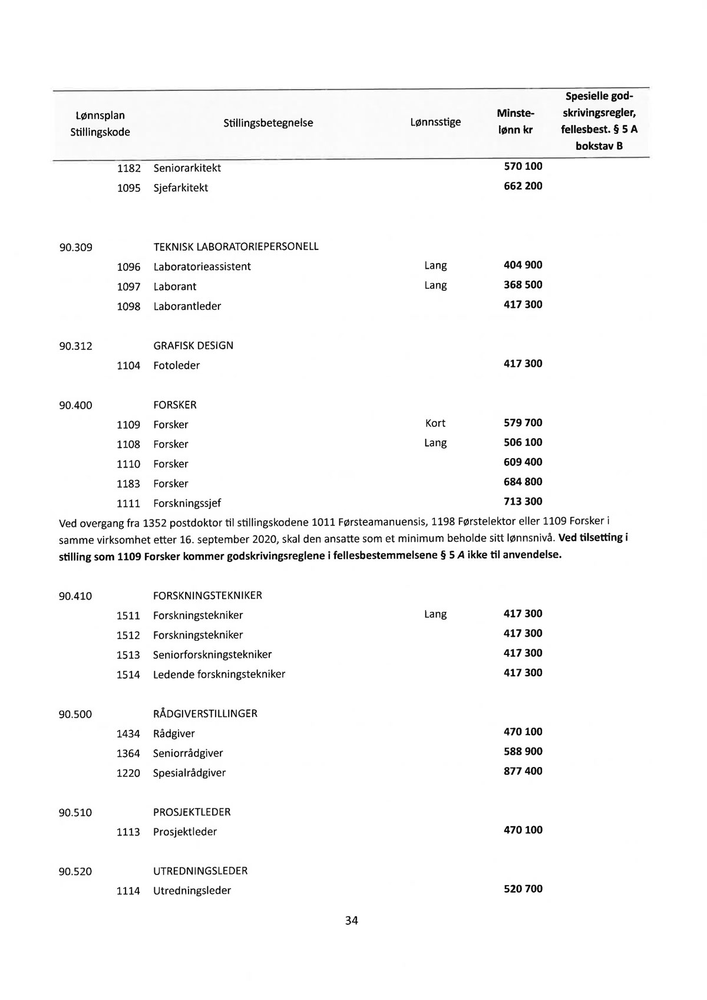 Lønnsplan
Stillingskode
Stillingsbetegnelse
Lønnsstige
Minste-
lønn kr
Spesielle god-
skrivingsregler,
fellesbest. § 5 A
bokstav B
1182 Seniorarkitekt 570 100
1095 Sjefarkitekt 662 200
90.309 TEKNISK LABORATORIEPERSONELL
1096 Laboratorieassistent Lang 404 900
1097 Laborant Lang 368 500
1098 Laborantleder 417 300
90.312 GRAFISK DESIGN
1104 Fotoleder 417 300
90.400 FORSKER
1109 Forsker Kort 579 700
1108 Forsker Lang 506 100
1110 Forsker 609 400
1183 Forsker 684 800
1111 Forskningssjef 713 300
Ved overgang fra 1352 postdoktor til stillingskodene 1011 Førsteamanuensis, 1198 Førstelektor eller 1109 Forsker i
samme virksomhet etter 16. september 2020, skal den ansatte som et minimum beholde sitt lønnsnivå. Ved tilsetting i
stilling som 1109 Forsker kommer godskrivingsreglene i fellesbestemmelsene § 5 A ikke til anvendelse.
90.410 FORSKNINGSTEKNIKER
1511 Forskningstekniker Lang 417 300
1512 Forskningstekniker 417 300
1513 Seniorforskningstekniker 417 300
1514 Ledende forskningstekniker 417 300
90.500 RÅDGIVERSTILLINGER
1434 Rådgiver 470 100
1364 Seniorrådgiver 588 900
1220 Spesialrådgiver 877 400
90.510 PROSJEKTLEDER
1113 Prosjektleder 470 100
90.520 UTREDNINGSLEDER
1114 Utredningsleder 520 700
34